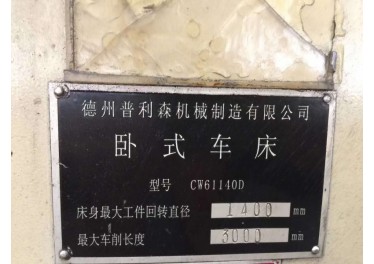 德州普利森机械制造有限公司
卧式车床
型号 CW61140D
床身最大工件回转直径 1400 mm
最大车削长度 3000 mm